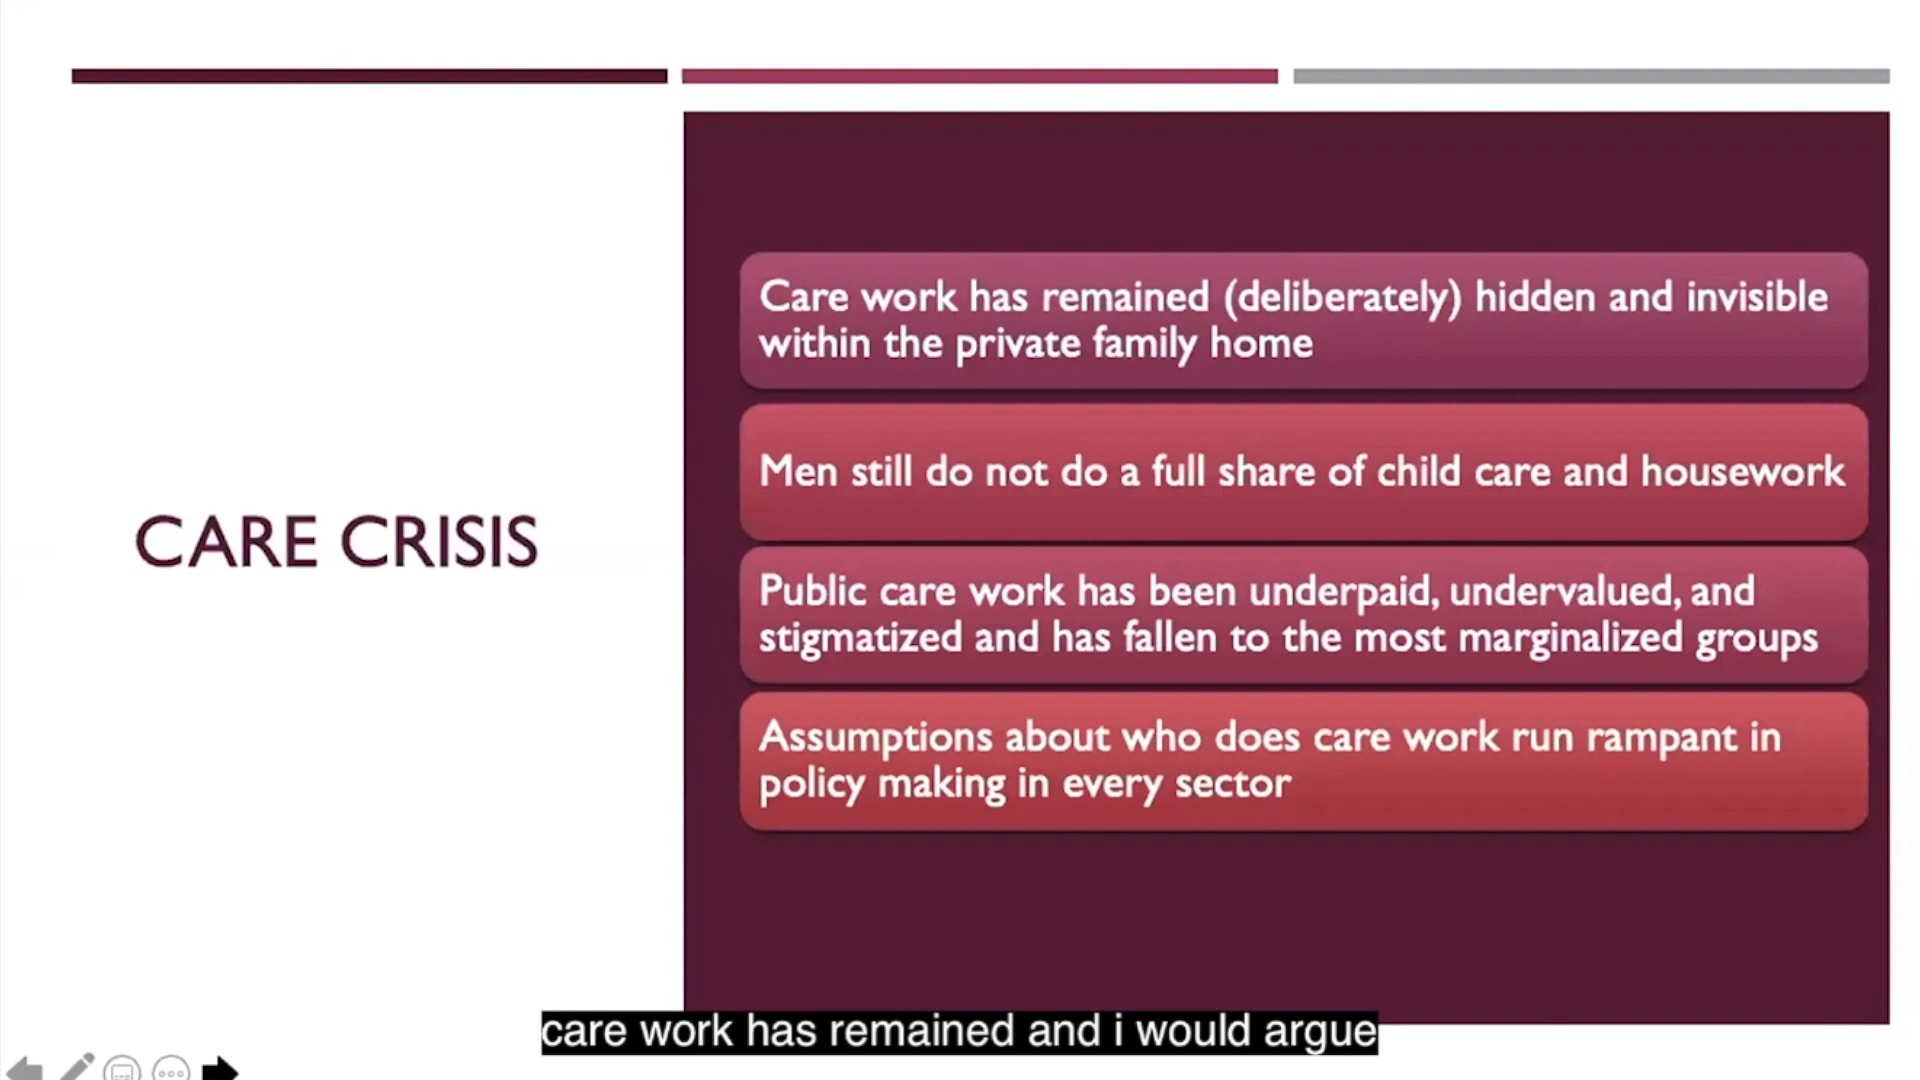 CARE CRISIS
Care work has remained (deliberately) hidden and invisible
within the private family home
Men still do not do a full share of child care and housework
Public care work has been underpaid, undervalued, and
stigmatized and has fallen to the most marginalized groups
Assumptions about who does care work run rampant in
policy making in every sector
care work has remained and i would argue